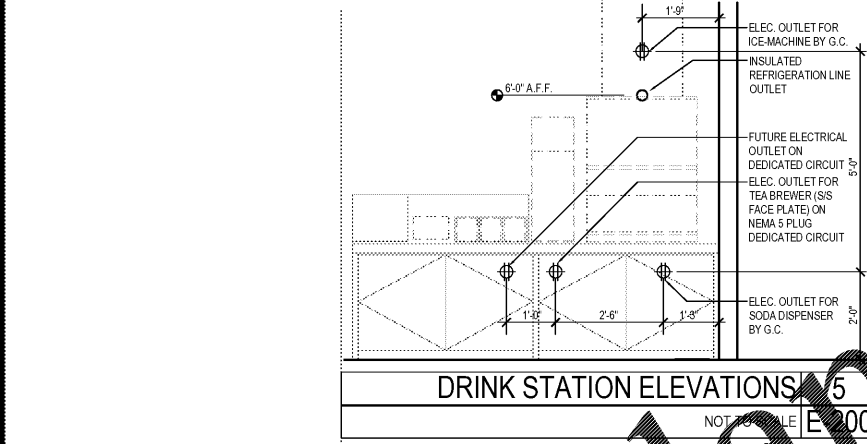 1'-9"
ELEC. OUTLET FOR
ICE-MACHINE BY G.C.
INSULATED
REFRIGERATION LINE
OUTLET
6'-0" A.F.F.
FUTURE ELECTRICAL
OUTLET ON
DEDICATED CIRCUIT
5'-0"
ELEC. OUTLET FOR
TEA BREWER (S/S
FACE PLATE) ON
NEMA 5 PLUG
DEDICATED CIRCUIT
ELEC. OUTLET FOR
SODA DISPENSER
BY G.C.
2'-0"
1'-0"
2'-6"
1'-3"
DRINK STATION ELEVATIONS
5
NOT TO SCALE
E-200